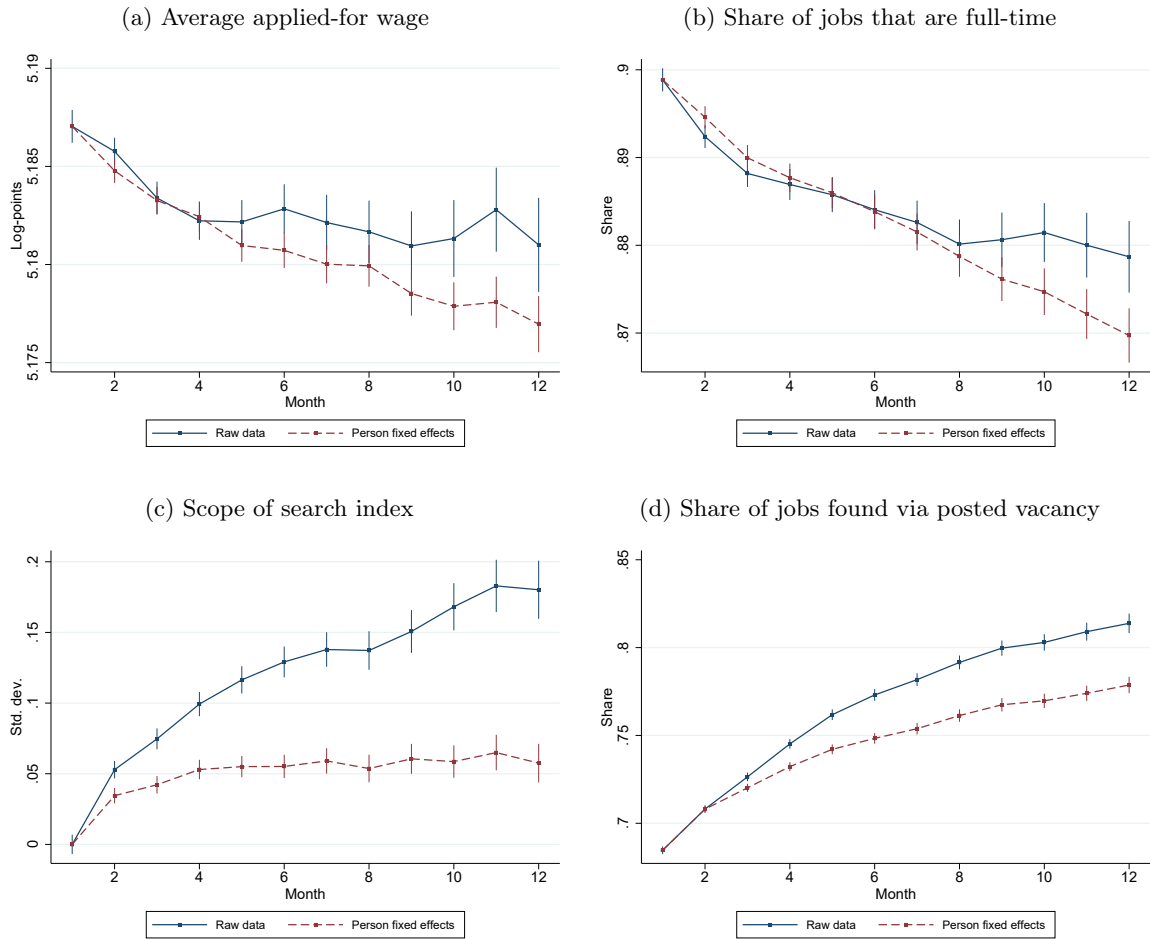 (a) Average applied-for wage
5.19
5.185
5.18
5.175
Log-points
2 4 6 8 10 12
Month
Raw data Person fixed effects
(b) Share of jobs that are full-time
.9
.89
.88
.87
Share
2 4 6 8 10 12
Month
Raw data Person fixed effects
(c) Scope of search index
.2
.15
.1
.05
0
Std. dev.
2 4 6 8 10 12
Month
Raw data Person fixed effects
(d) Share of jobs found via posted vacancy
.85
.8
.75
.7
Share
2 4 6 8 10 12
Month
Raw data Person fixed effects